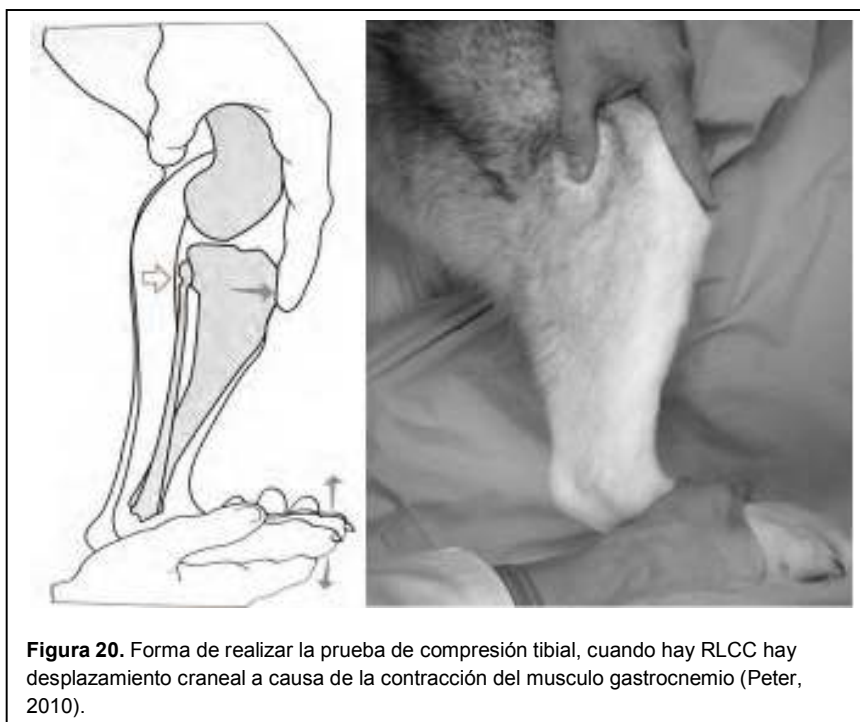 Figura 20. Forma de realizar la prueba de compresión tibial, cuando hay RLCC hay
desplazamiento craneal a causa de la contracción del musculo gastrocnemio (Peter,
2010).